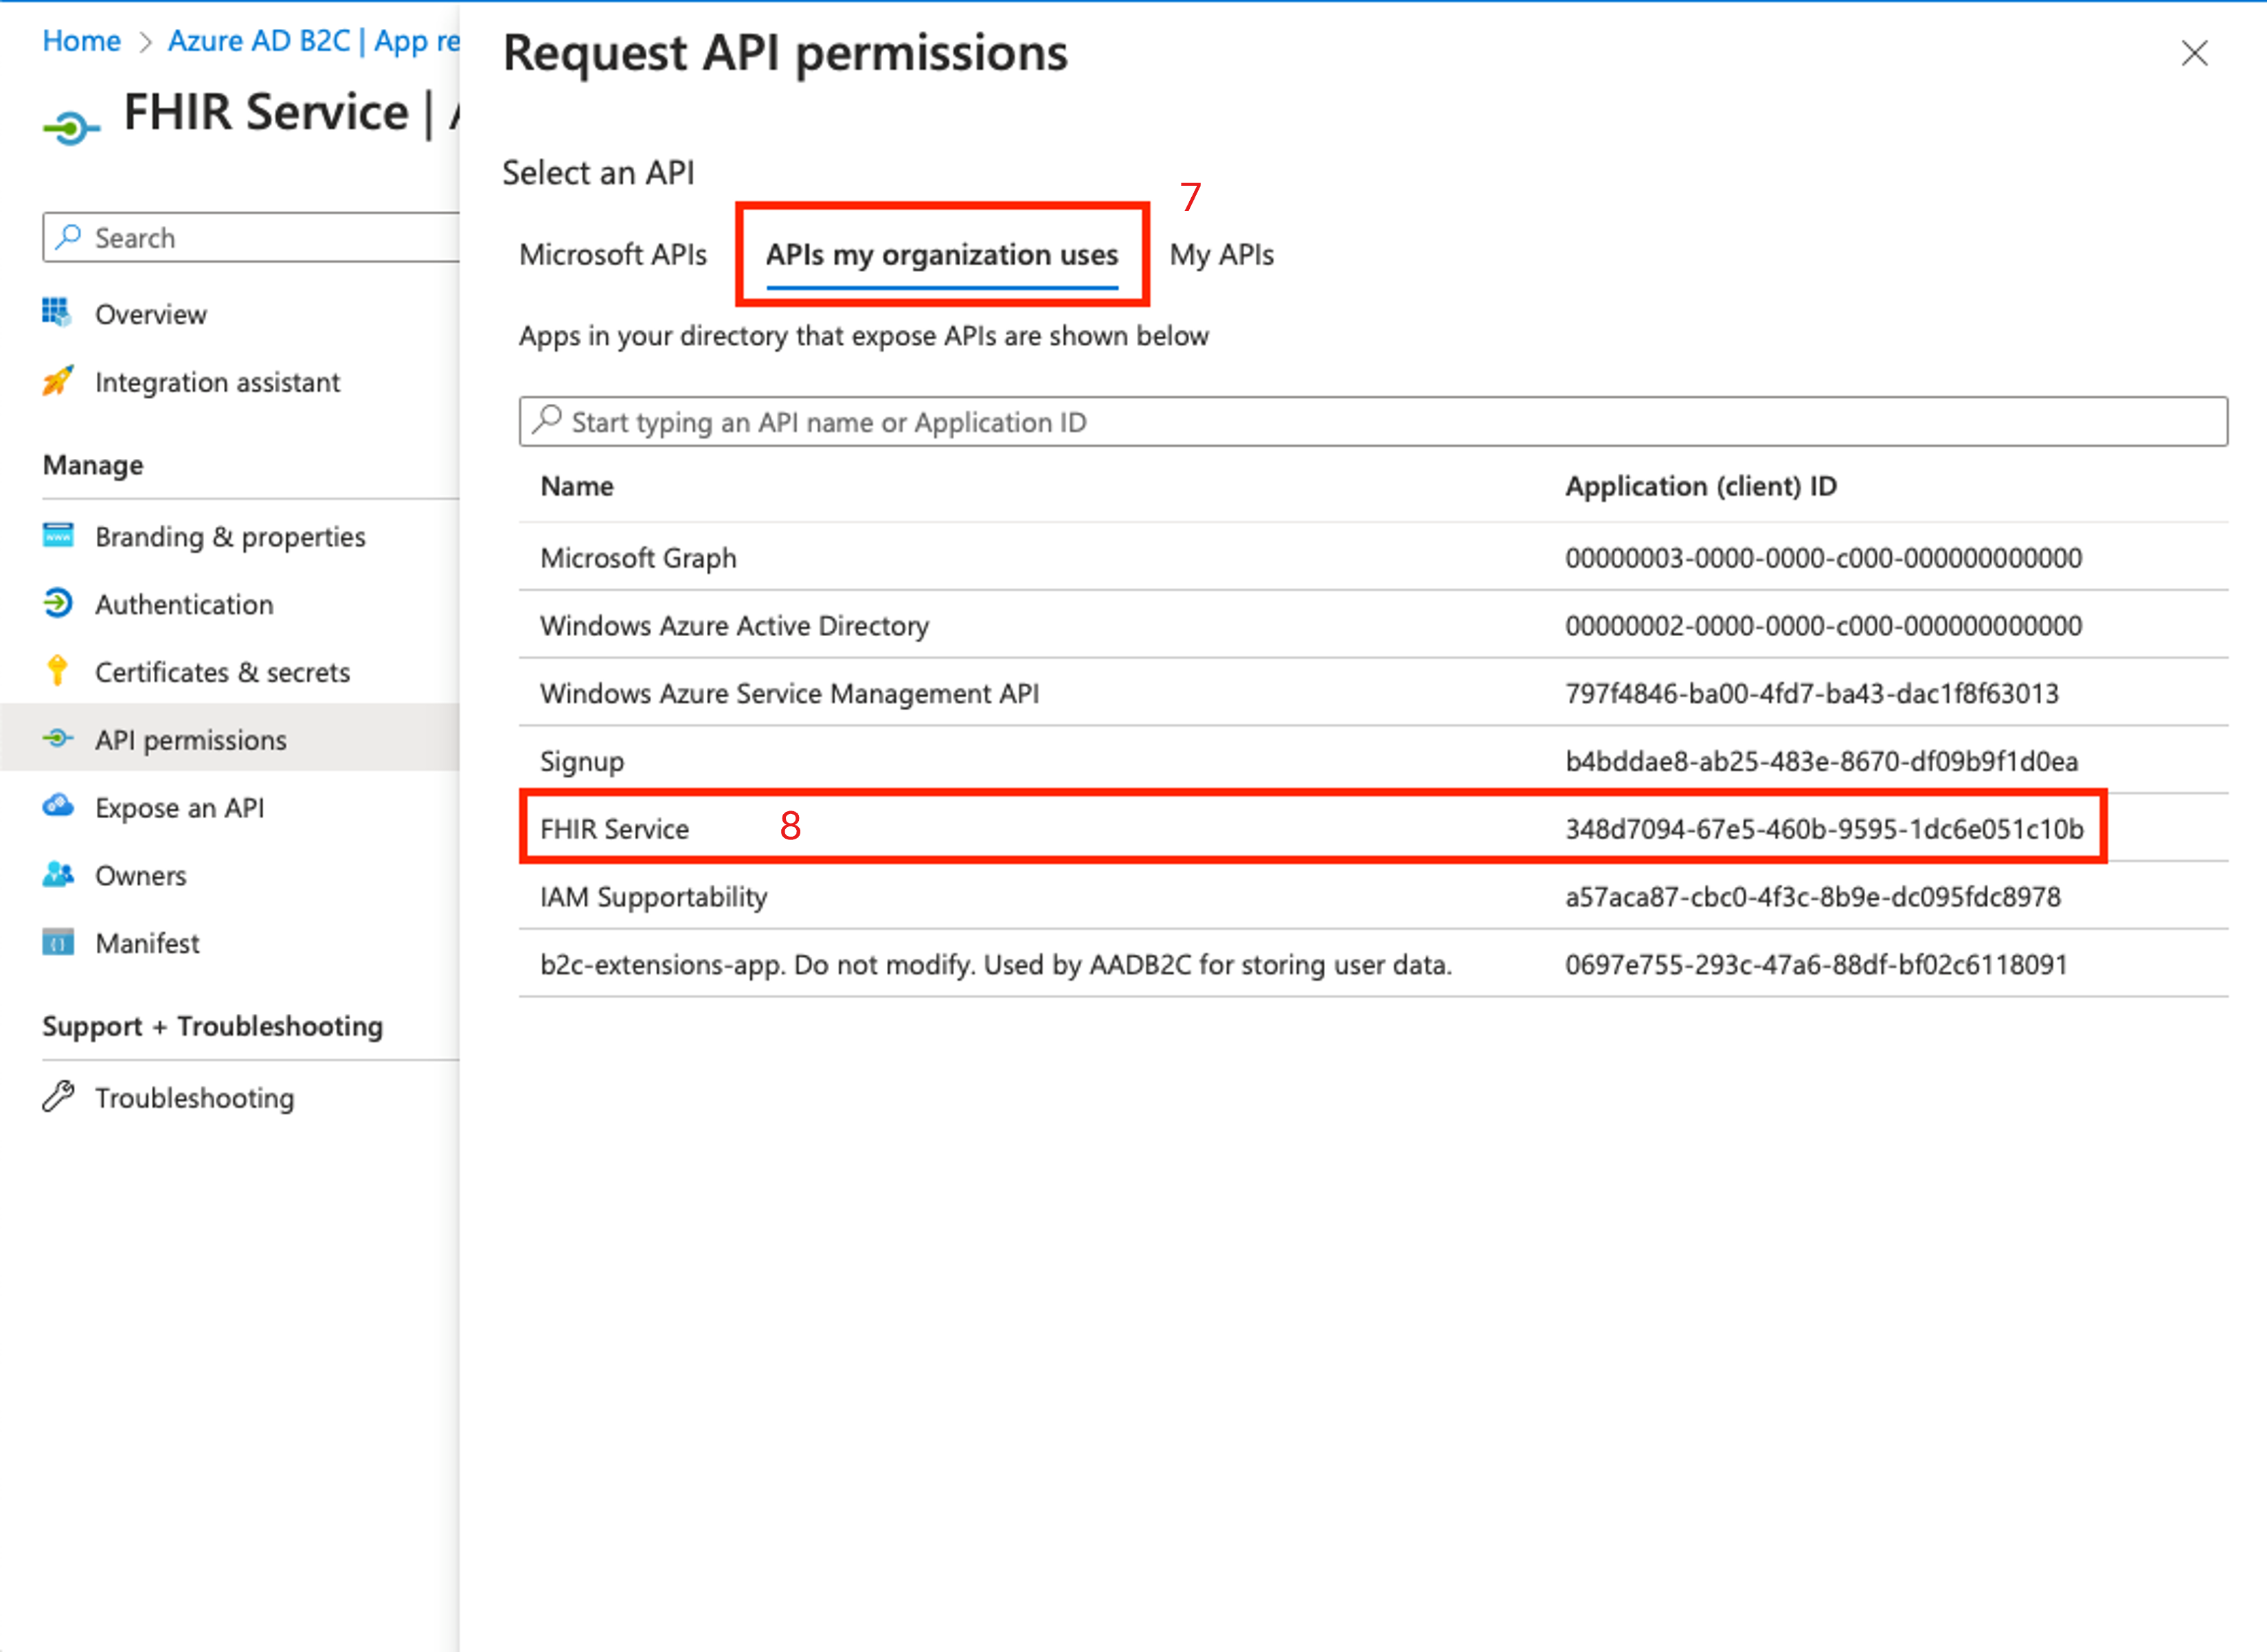 Home > Azure AD B2C | App re
FHIR Service |
Search
Overview
Integration assistant
Manage
Branding & properties
Authentication
Certificates & secrets
API permissions
Expose an API
Owners
Manifest
Support + Troubleshooting
Troubleshooting
Request API permissions
Select an API
7
Microsoft APIs APIs my organization uses My APIs
Apps in your directory that expose APIs are shown below
Start typing an API name or Application ID
Name Application (client) ID
Microsoft Graph 00000003-0000-0000-c000-000000000000
Windows Azure Active Directory 00000002-0000-0000-c000-000000000000
Windows Azure Service Management API 797f4846-ba00-4fd7-ba43-dac1f8f63013
Signup b4bddae8-ab25-483e-8670-df09b9f1d0ea
FHIR Service 8 348d7094-67e5-460b-9595-1dc6e051c10b
IAM Supportability a57aca87-cbc0-4f3c-8b9e-dc095fdc8978
b2c-extensions-app. Do not modify. Used by AADB2C for storing user data. 0697e755-293c-47a6-88df-bf02c6118091